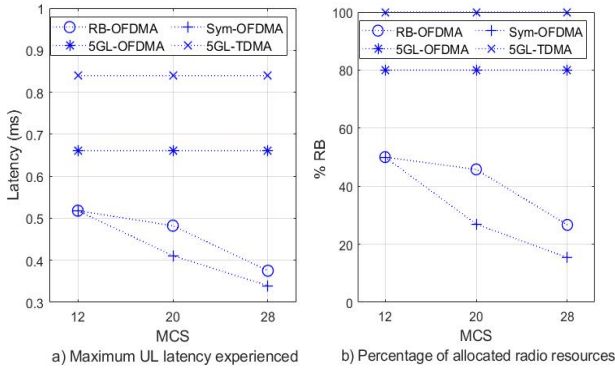 1
0.9
0.8
0.7
0.6
0.5
0.4
0.3
Latency (ms)
RB-OFDMA
Sym-OFDMA
5GL-OFDMA
5GL-TDMA
12
20
28
MCS
a) Maximum UL latency experienced
100
80
60
40
20
0
% RB
RB-OFDMA
Sym-OFDMA
5GL-OFDMA
5GL-TDMA
12
20
28
MCS
b) Percentage of allocated radio resources